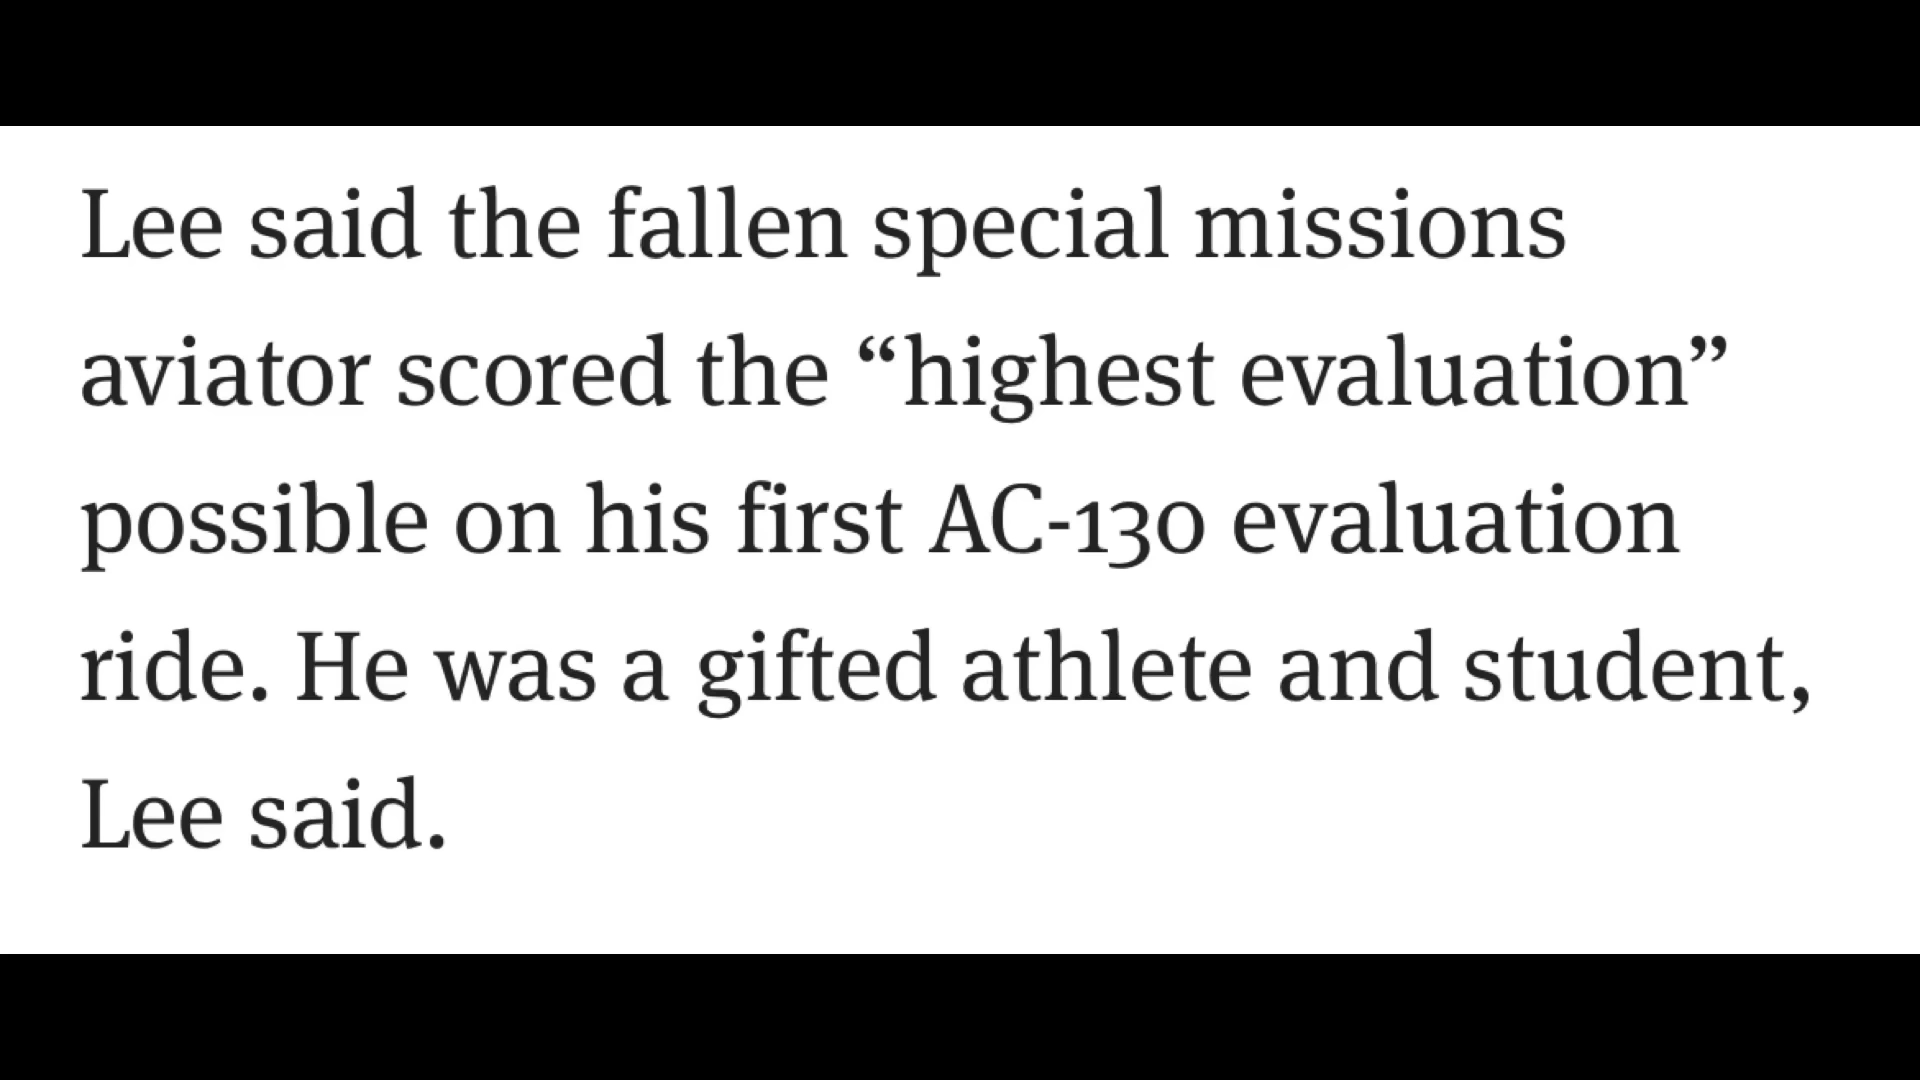 Lee said the fallen special missions
aviator scored the “highest evaluation”
possible on his first AC-130 evaluation
ride. He was a gifted athlete and student,
Lee said.